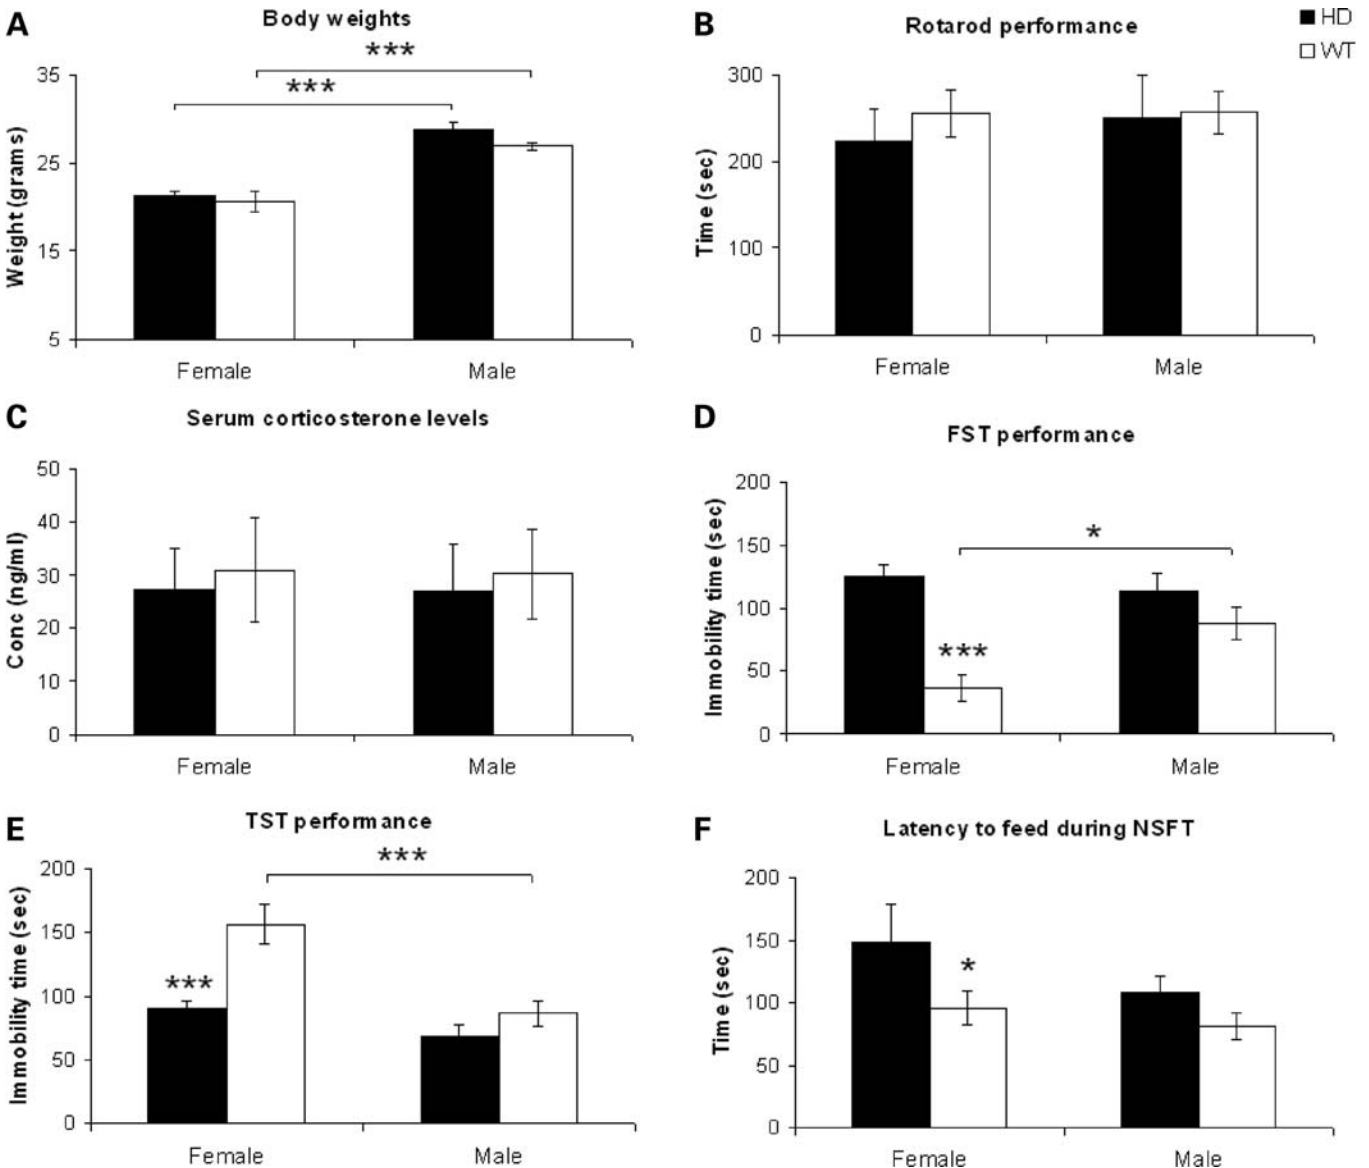 A
Body weights
***
***
35
25
15
5
Weight (grams)
Female
Male
B
Rotarod performance
HD
WT
300
200
100
0
Time (sec)
Female
Male
C
Serum corticosterone levels
50
40
30
20
10
0
Conc (ng/ml)
Female
Male
D
FST performance
200
150
100
50
0
Immobility time (sec)
*
***
Female
Male
E
TST performance
***
200
150
100
50
0
Immobility time (sec)
***
Female
Male
F
Latency to feed during NSFT
200
150
100
50
0
Time (sec)
*
Female
Male